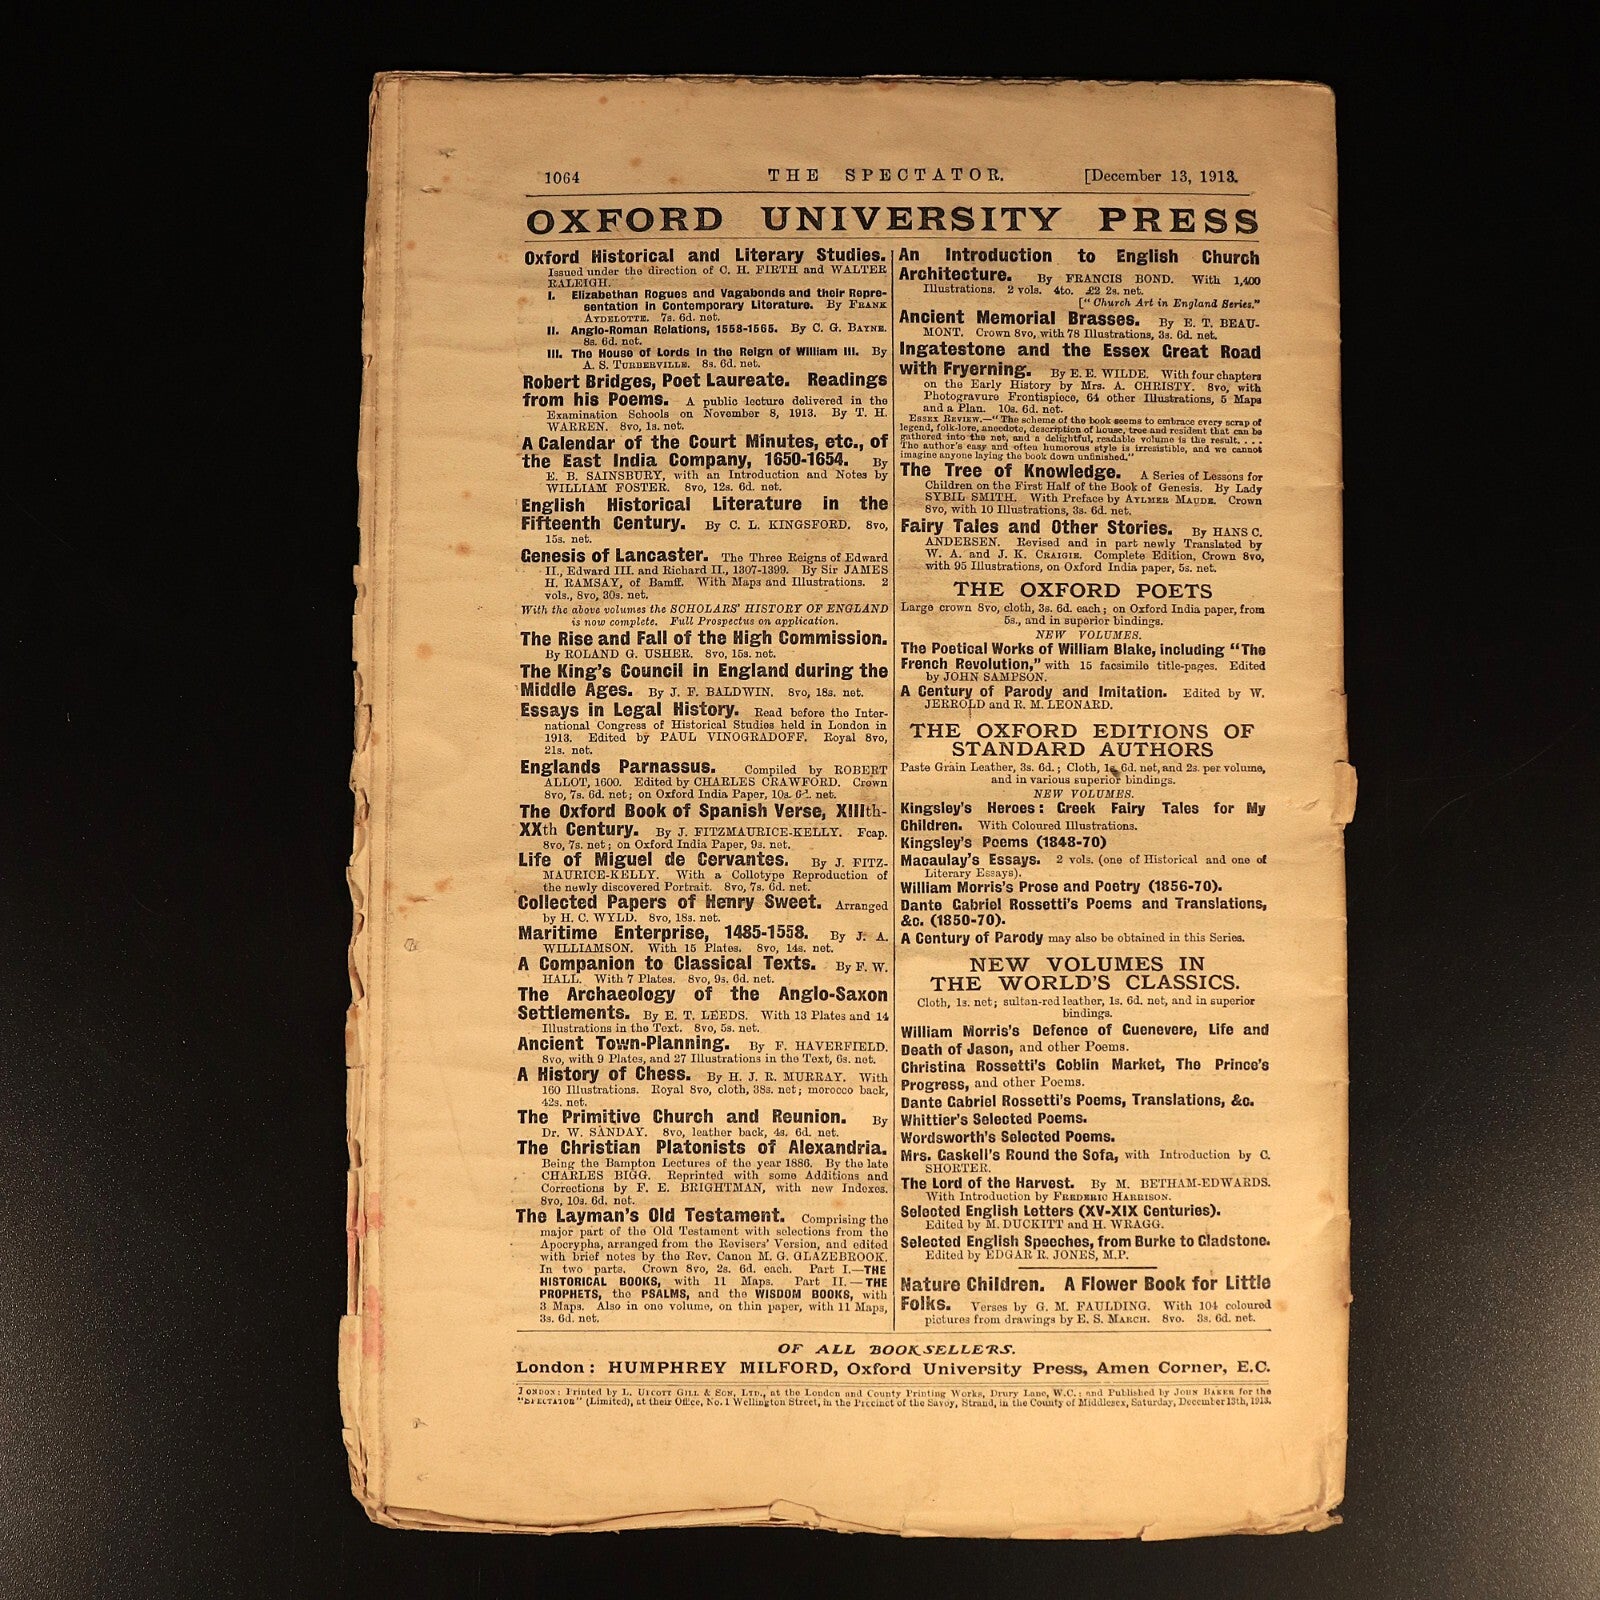 1064 THE SPECTATOR. [December 13, 1913.
OXFORD UNIVERSITY PRESS
Oxford Historical and Literary Studies.
Issued under the direction of C. H. FIRTH and WALTER
RALEIGH.
I. Elizabethan Rogues and Vagabonds and their Repre-
sentation in Contemporary Literature. By FRANK
AYDELOTTE. 7s. 6d. net.
II. Anglo-Roman Relations, 1558-1565. By C. G. BAYNE.
8s. 6d. net.
III. The House of Lords in the Reign of William III. By
A. S. TURBERVILLE. 8s. 6d. net.
Robert Bridges, Poet Laureate. Readings
from his Poems. A public lecture delivered in the
Examination Schools on November 8, 1913. By T. H.
WARREN. 8vo, 1s. net.
A Calendar of the Court Minutes, etc., of
the East India Company, 1650-1654. By
E. B. SAINSBURY, with an Introduction and Notes by
WILLIAM FOSTER. 8vo, 12s. 6d. net.
English Historical Literature in the
Fifteenth Century. By C. L. KINGSFORD. 8vo,
15s. net.
Genesis of Lancaster. The Three Reigns of Edward
II., Edward III. and Richard II., 1307-1399. By Sir JAMES
H. RAMSAY, of Bamff. With Maps and Illustrations. 2
vols., 8vo, 30s. net.
With the above volumes the SCHOLARS' HISTORY OF ENGLAND
is now complete. Full Prospectus on application.
The Rise and Fall of the High Commission.
By ROLAND G. USHER. 8vo, 15s. net.
The King's Council in England during the
Middle Ages. By J. F. BALDWIN. 8vo, 18s. net.
Essays in Legal History. Read before the Inter-
national Congress of Historical Studies held in London in
1913. Edited by PAUL VINOGRADOFF. Royal 8vo,
21s. net.
Englands Parnassus. Compiled by ROBERT
ALLOT, 1600. Edited by CHARLES CRAWFORD. Crown
8vo, 7s. 6d. net; on Oxford India Paper, 10s. 6d. net.
The Oxford Book of Spanish Verse, XIIIth-
XXth Century. By J. FITZMAURICE-KELLY. Fcap.
8vo, 7s. net; on Oxford India Paper, 9s. net.
Life of Miguel de Cervantes. By J. FITZ-
MAURICE-KELLY. With a Collotype Reproduction of
the newly discovered Portrait. 8vo, 7s. 6d. net.
Collected Papers of Henry Sweet. Arranged
by H. C. WYLD. 8vo, 18s. net.
Maritime Enterprise, 1485-1558. By J. A.
WILLIAMSON. With 15 Plates. 8vo, 14s. net.
A Companion to Classical Texts. By F. W.
HALL. With 7 Plates. 8vo, 9s. 6d. net.
The Archaeology of the Anglo-Saxon
Settlements. By E. T. LEEDS. With 13 Plates and 14
Illustrations in the Text. 8vo, 5s. net.
Ancient Town-Planning. By F. HAVERFIELD.
8vo, with 9 Plates, and 27 Illustrations in the Text, 6s. net.
A History of Chess. By H. J. R. MURRAY. With
160 Illustrations. Royal 8vo, cloth, 38s. net; morocco back,
42s. net.
The Primitive Church and Reunion. By
Dr. W. SANDAY. 8vo, leather back, 4s. 6d. net.
The Christian Platonists of Alexandria.
Being the Bampton Lectures of the year 1886. By the late
CHARLES BIGG. Reprinted with some Additions and
Corrections by F. E. BRIGHTMAN, with new Indexes.
8vo, 10s. 6d. net.
The Layman's Old Testament. Comprising the
major part of the Old Testament with selections from the
Apocrypha, arranged from the Revisers' Version, and edited
with brief notes by the Rev. Canon M. G. GLAZEBROOK.
In two parts. Crown 8vo, 2s. 6d. each. Part I.—THE
HISTORICAL BOOKS, with 11 Maps. Part II.—THE
PROPHETS, the PSALMS, and the WISDOM BOOKS, with
3 Maps. Also in one volume, on thin paper, with 11 Maps,
3s. 6d. net.
An Introduction to English Church
Architecture. By FRANCIS BOND. With 1,400
Illustrations. 2 vols. 4to. £2 2s. net.
["Church Art in England Series."
Ancient Memorial Brasses. By E. T. BEAU-
MONT. Crown 8vo, with 78 Illustrations, 3s. 6d. net.
Ingatestone and the Essex Great Road
with Fryerning. By E. E. WILDE. With four chapters
on the Early History by Mrs. A. CHRISTY. 8vo, with
Photogravure Frontispiece, 64 other Illustrations, 5 Maps
and a Plan. 10s. 6d. net.
ESSEX REVIEW.—"The scheme of the book seems to embrace every scrap of
legend, folk-lore, anecdote, description of house, tree and resident that can be
gathered into the net, and a delightful, readable volume is the result. . . .
The author's easy and often humorous style is irresistible, and we cannot
imagine anyone laying the book down unfinished."
The Tree of Knowledge. A Series of Lessons for
Children on the First Half of the Book of Genesis. By Lady
SYBIL SMITH. With Preface by AYLMER MAUDE. Crown
8vo, with 10 Illustrations, 3s. 6d. net.
Fairy Tales and Other Stories. By HANS C.
ANDERSEN. Revised and in part newly Translated by
W. A. and J. K. CRAIGIE. Complete Edition, Crown 8vo,
with 95 Illustrations, on Oxford India paper, 5s. net.
THE OXFORD POETS
Large crown 8vo, cloth, 3s. 6d. each; on Oxford India paper, from
5s., and in superior bindings.
NEW VOLUMES.
The Poetical Works of William Blake, including "The
French Revolution," with 15 facsimile title-pages. Edited
by JOHN SAMPSON.
A Century of Parody and Imitation. Edited by W.
JERROLD and R. M. LEONARD.
THE OXFORD EDITIONS OF
STANDARD AUTHORS
Paste Grain Leather, 3s. 6d.; Cloth, 1s. 6d. net, and 2s. per volume,
and in various superior bindings.
NEW VOLUMES.
Kingsley's Heroes: Greek Fairy Tales for My
Children. With Coloured Illustrations.
Kingsley's Poems (1848-70)
Macaulay's Essays. 2 vols. (one of Historical and one of
Literary Essays).
William Morris's Prose and Poetry (1856-70).
Dante Gabriel Rossetti's Poems and Translations,
&c. (1850-70).
A Century of Parody may also be obtained in this Series.
NEW VOLUMES IN
THE WORLD'S CLASSICS.
Cloth, 1s. net; sultan-red leather, 1s. 6d. net, and in superior
bindings.
William Morris's Defence of Guenevere, Life and
Death of Jason, and other Poems.
Christina Rossetti's Goblin Market, The Prince's
Progress, and other Poems.
Dante Gabriel Rossetti's Poems, Translations, &c.
Whittier's Selected Poems.
Wordsworth's Selected Poems.
Mrs. Gaskell's Round the Sofa, with Introduction by C.
SHORTER.
The Lord of the Harvest. By M. BETHAM-EDWARDS.
With Introduction by FREDERIC HARRISON.
Selected English Letters (XV-XIX Centuries).
Edited by M. DUCKITT and H. WRAGG.
Selected English Speeches, from Burke to Gladstone.
Edited by EDGAR R. JONES, M.P.
Nature Children. A Flower Book for Little
Folks. Verses by G. M. FAULDING. With 104 coloured
pictures from drawings by E. S. MARCH. 8vo. 3s. 6d. net.
OF ALL BOOKSELLERS.
London: HUMPHREY MILFORD, Oxford University Press, Amen Corner, E.C.
LONDON: Printed by L. UPCOTT GILL & SON, LTD., at the London and County Printing Works, Drury Lane, W.C.; and Published by JOHN BAKER for the
"SPECTATOR" (Limited), at their Office, No. 1 Wellington Street, in the Precinct of the Savoy, Strand, in the County of Middlesex, Saturday, December 13th, 1913.